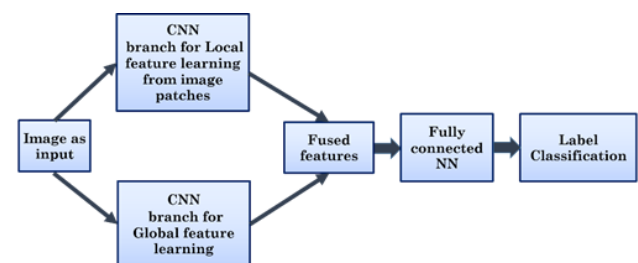 CNN
branch for Local
feature learning
from image
patches
Image as
input
Fused
features
Fully
connected
NN
Label
Classification
CNN
branch for
Global feature
learning